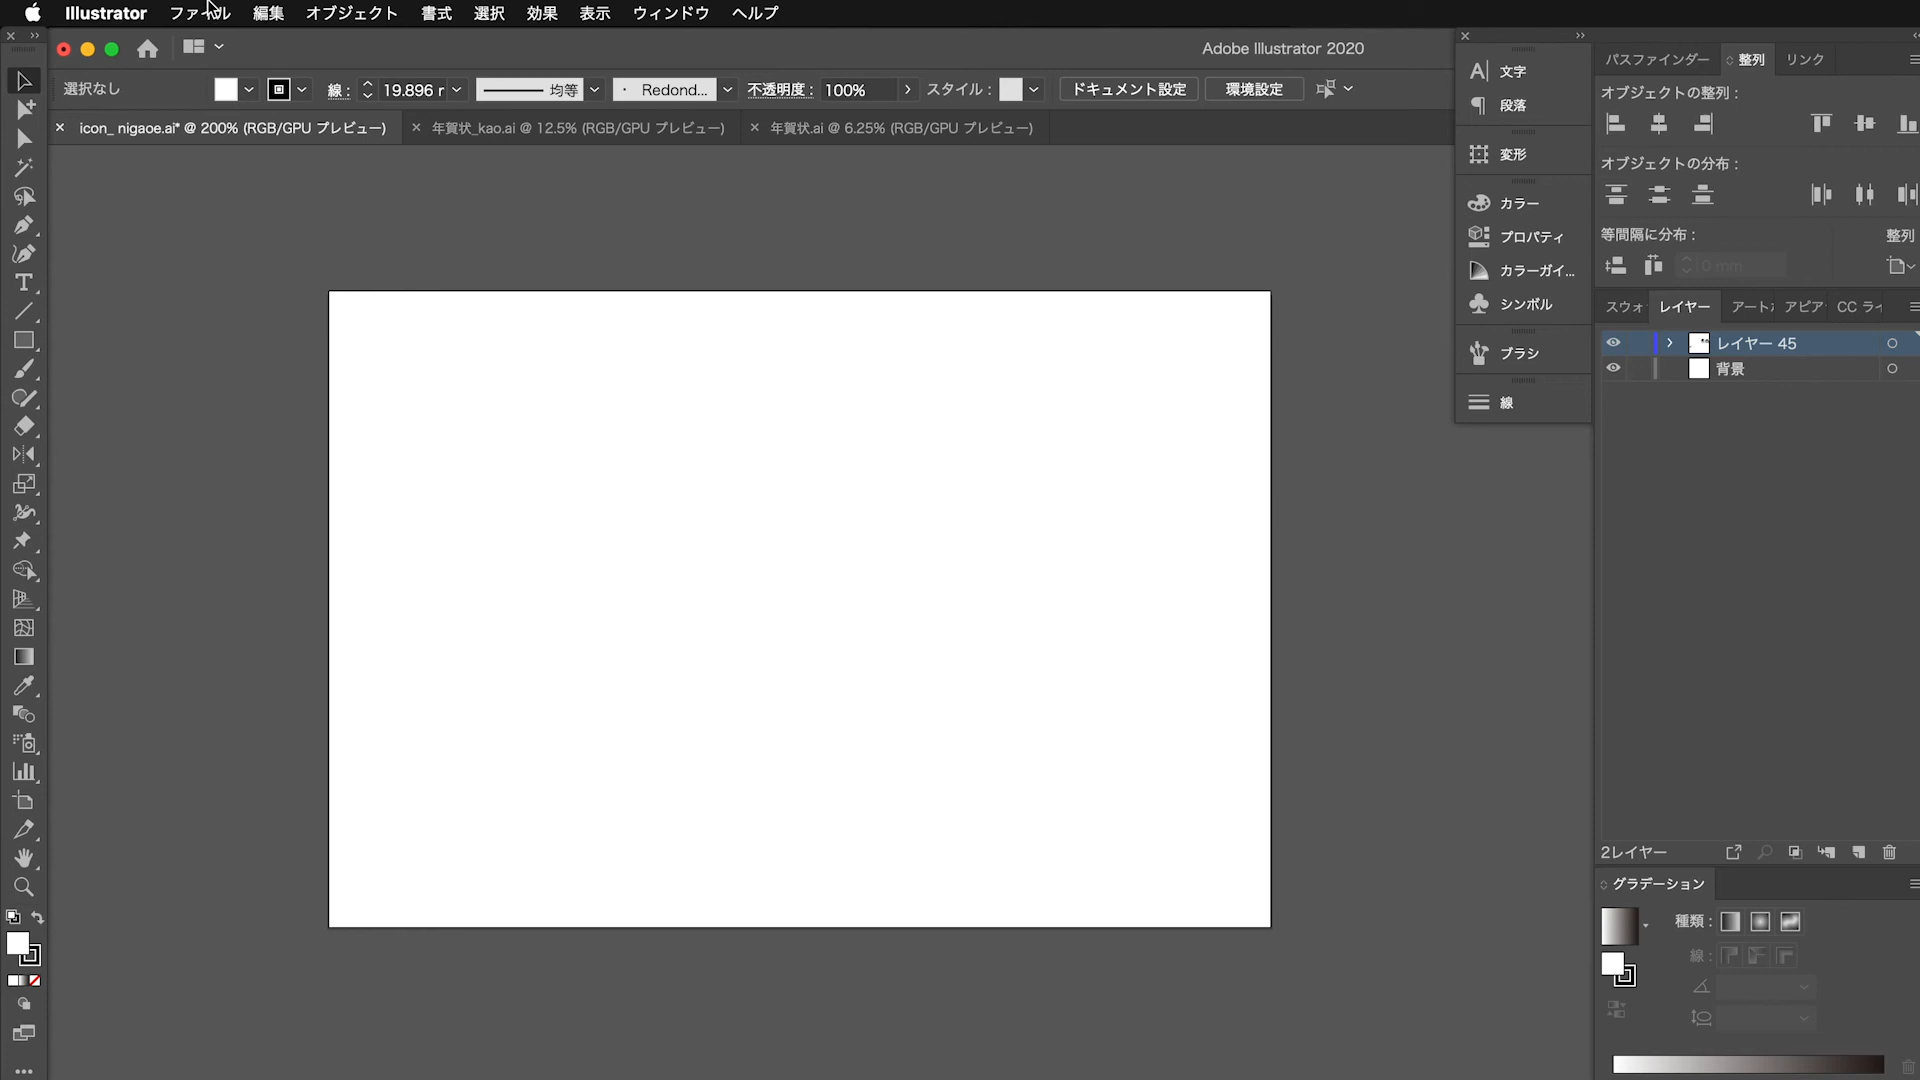 Illustrator ファイル 編集 オブジェクト 書式 選択 効果 表示 ウィンドウ ヘルプ
Adobe Illustrator 2020
選択なし 線 : 19.896 r 均等 Redond... 不透明度 : 100% スタイル : ドキュメント設定 環境設定
icon_ nigaoe.ai* @ 200% (RGB/GPU プレビュー) 年賀状_kao.ai @ 12.5% (RGB/GPU プレビュー) 年賀状.ai @ 6.25% (RGB/GPU プレビュー)
文字
段落
変形
カラー
プロパティ
カラーガイ...
シンボル
ブラシ
線
パスファインダー 整列 リンク
オブジェクトの整列 :
オブジェクトの分布 :
等間隔に分布 : 整列
0 mm
スウォ レイヤー アート アピア CC ラ
レイヤー 45
背景
2レイヤー
グラデーション
種類 :
線 :